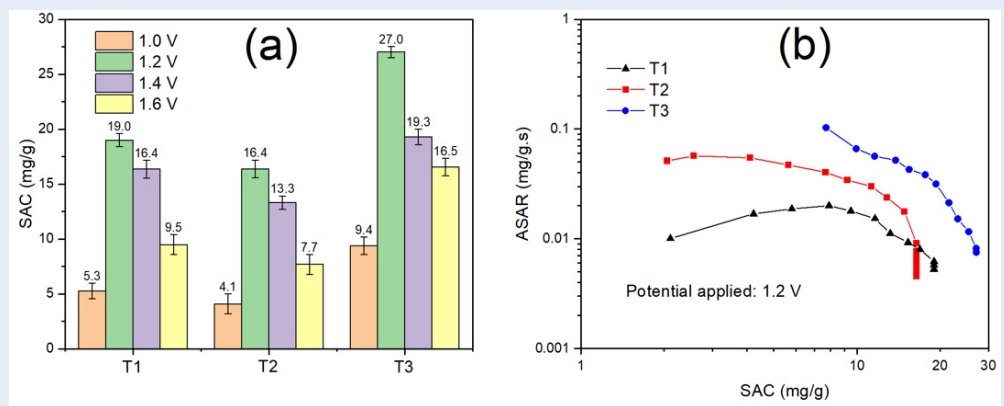 (a)
1.0 V
1.2 V
1.4 V
1.6 V
SAC (mg/g)
30
25
20
15
10
5
0
5.3
19.0
16.4
9.5
4.1
16.4
13.3
7.7
9.4
27.0
19.3
16.5
T1
T2
T3
(b)
T1
T2
T3
ASAR (mg/g.s)
1
0.1
0.01
0.001
Potential applied: 1.2 V
1
10
20
30
SAC (mg/g)